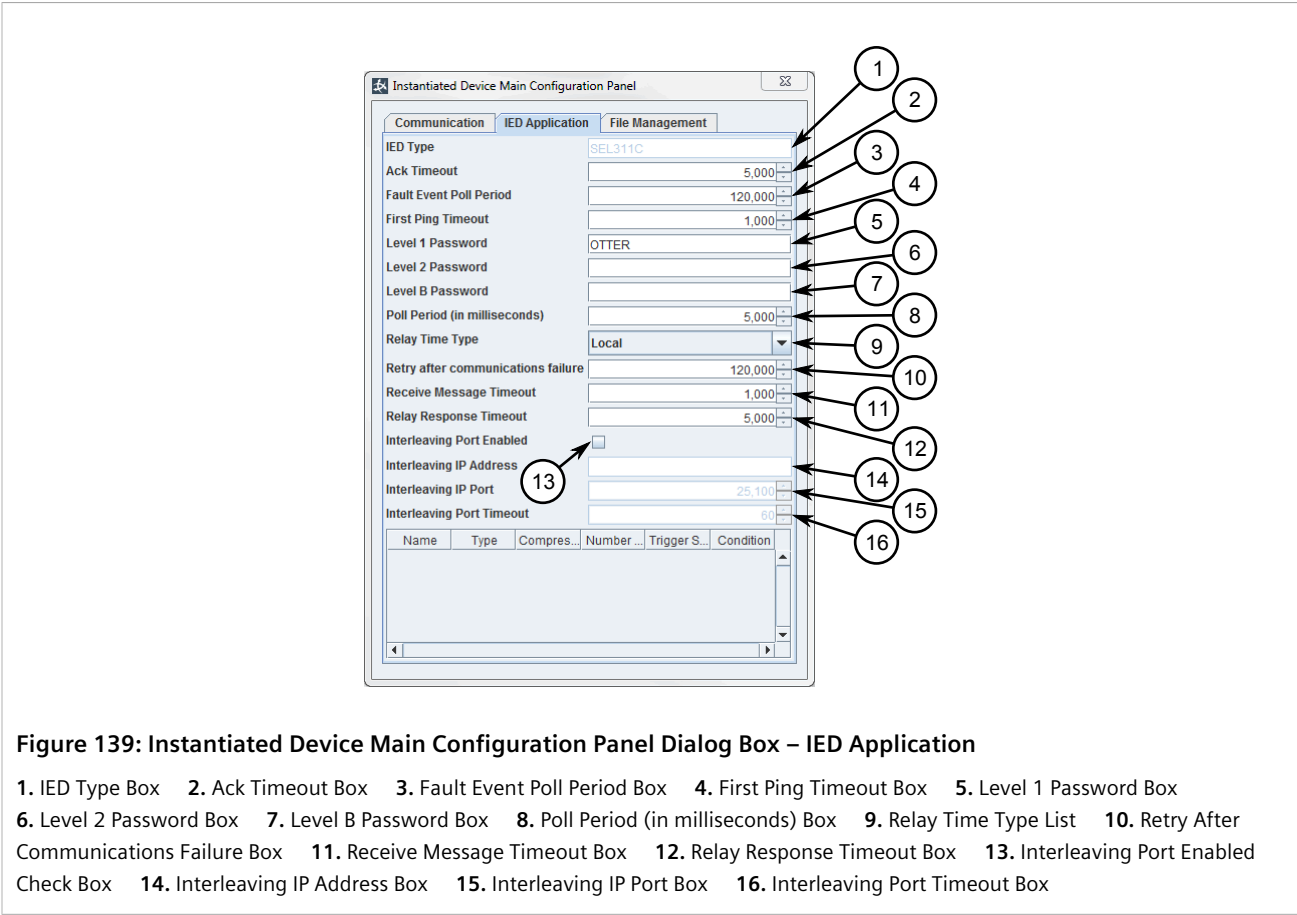 Instantiated Device Main Configuration Panel
Communication IED Application File Management
IED Type SEL311C
Ack Timeout 5,000
Fault Event Poll Period 120,000
First Ping Timeout 1,000
Level 1 Password OTTER
Level 2 Password
Level B Password
Poll Period (in milliseconds) 5,000
Relay Time Type Local
Retry after communications failure 120,000
Receive Message Timeout 1,000
Relay Response Timeout 5,000
Interleaving Port Enabled
Interleaving IP Address
Interleaving IP Port 25,100
Interleaving Port Timeout 60
Name Type Compres... Number ... Trigger S... Condition
1
2
3
4
5
6
7
8
9
10
11
12
13
14
15
16
Figure 139: Instantiated Device Main Configuration Panel Dialog Box – IED Application
1. IED Type Box 2. Ack Timeout Box 3. Fault Event Poll Period Box 4. First Ping Timeout Box 5. Level 1 Password Box
6. Level 2 Password Box 7. Level B Password Box 8. Poll Period (in milliseconds) Box 9. Relay Time Type List 10. Retry After
Communications Failure Box 11. Receive Message Timeout Box 12. Relay Response Timeout Box 13. Interleaving Port Enabled
Check Box 14. Interleaving IP Address Box 15. Interleaving IP Port Box 16. Interleaving Port Timeout Box